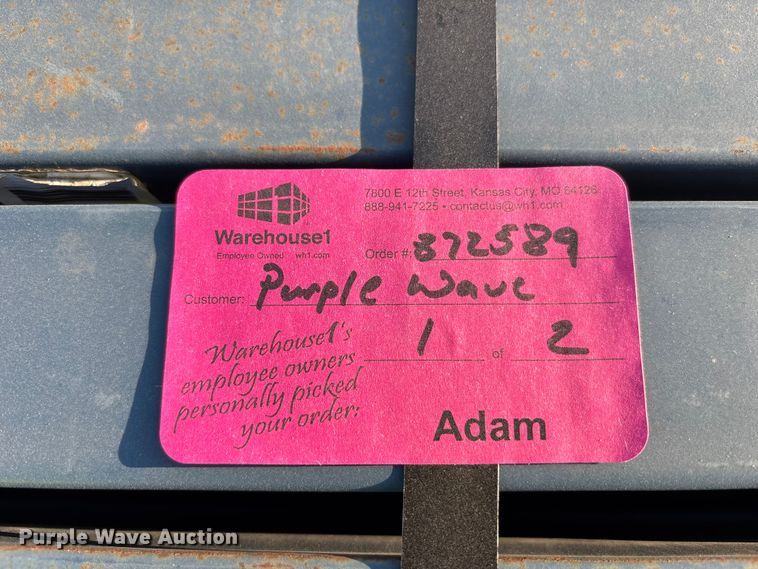 7800 E 12th Street, Kansas City, MO 64126
888-941-7225 • contactus@wh1.com
Warehouse1
Employee Owned wh1.com
Order #: 372589
Customer: Purple Wave
1 of 2
Warehouse1's
employee owners
personally picked
your order:
Adam
Purple Wave Auction